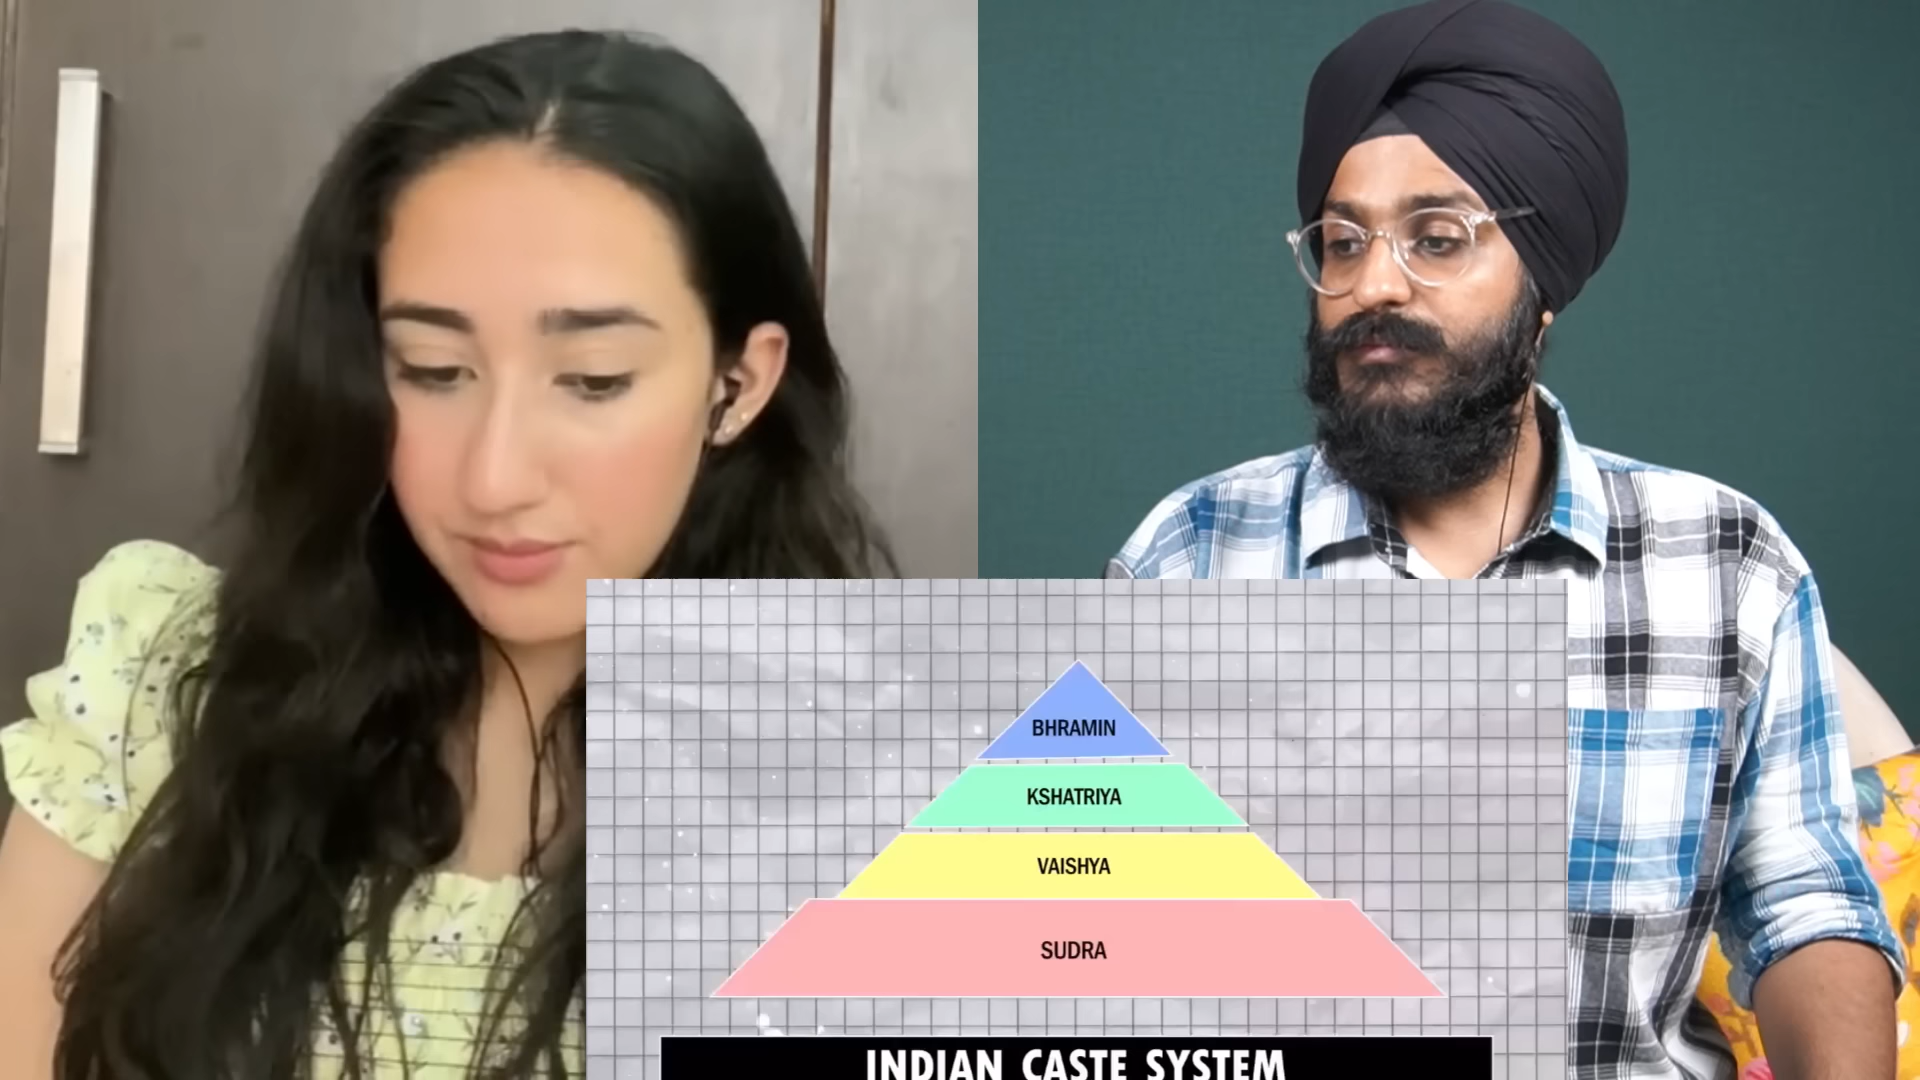 BHRAMIN
KSHATRIYA
VAISHYA
SUDRA
INDIAN CASTE SYSTEM